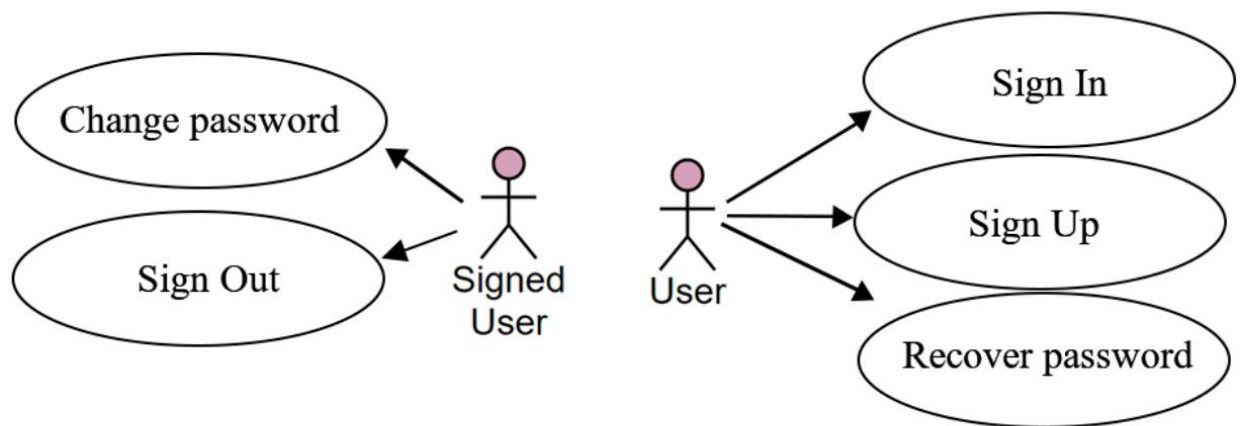 Change password
Sign Out
Signed
User
User
Sign In
Sign Up
Recover password